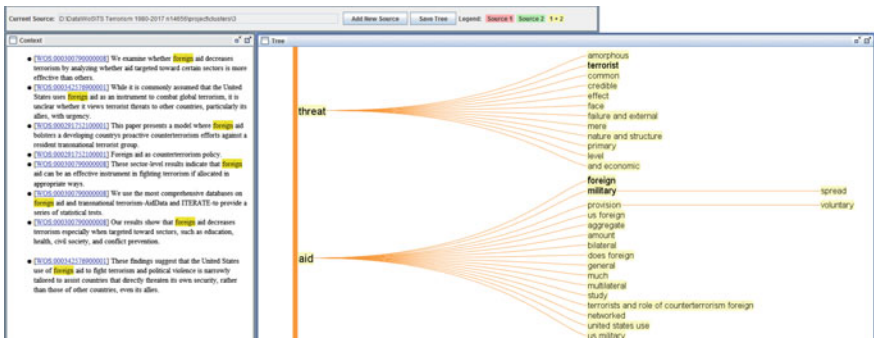 Current Source: D:\Data\WoS\TS Terrorism 1980-2017 n14656\project\clusters\3 Add New Source Save Tree Legend: Source 1 Source 2 1 + 2
Context
Tree
[WOS:000300790000008] We examine whether foreign aid decreases
terrorism by analyzing whether aid targeted toward certain sectors is more
effective than others.
[WOS:000342578900001] While it is commonly assumed that the United
States uses foreign aid as an instrument to combat global terrorism, it is
unclear whether it views terrorist threats to other countries, particularly its
allies, with urgency.
[WOS:000291752100001] This paper presents a model where foreign aid
bolsters a developing countrys proactive counterterrorism efforts against a
resident transnational terrorist group.
[WOS:000291752100001] Foreign aid as counterterrorism policy.
[WOS:000300790000008] These sector-level results indicate that foreign
aid can be an effective instrument in fighting terrorism if allocated in
appropriate ways.
[WOS:000300790000008] We use the most comprehensive databases on
foreign aid and transnational terrorism-AidData and ITERATE-to provide a
series of statistical tests.
[WOS:000300790000008] Our results show that foreign aid decreases
terrorism especially when targeted toward sectors, such as education,
health, civil society, and conflict prevention.
[WOS:000342578900001] These findings suggest that the United States
use of foreign aid to fight terrorism and political violence is narrowly
tailored to assist countries that directly threaten its own security, rather
than those of other countries, even its allies.
threat
amorphous
terrorist
common
credible
effect
face
failure and external
mere
nature and structure
primary
level
and economic
aid
foreign
military
spread
provision
voluntary
us foreign
aggregate
amount
bilateral
does foreign
general
much
multilateral
study
terrorists and role of counterterrorism foreign
networked
united states use
us military